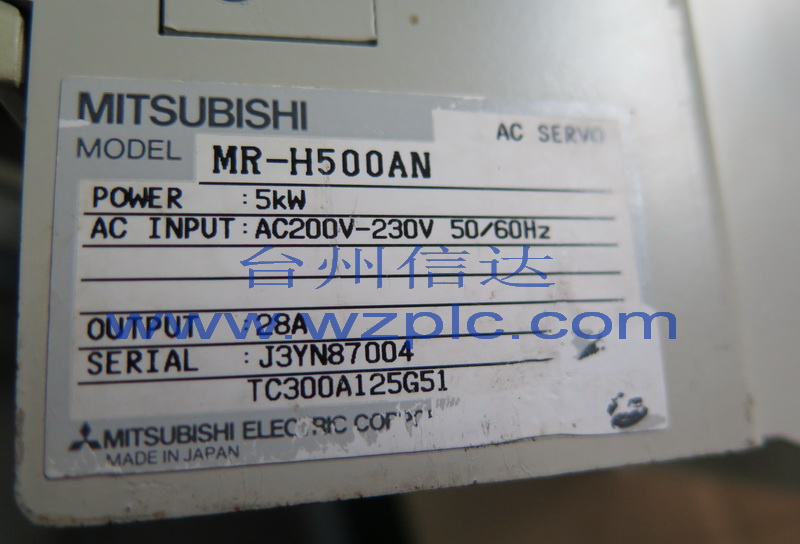 MITSUBISHI
AC SERVO
MODEL MR-H500AN
POWER :5kW
AC INPUT:AC200V-230V 50/60Hz
台州信达
OUTPUT :28A
www.wzplc.com
SERIAL :J3YN87004
TC300A125G51
MITSUBISHI ELECTRIC
MADE IN JAPAN